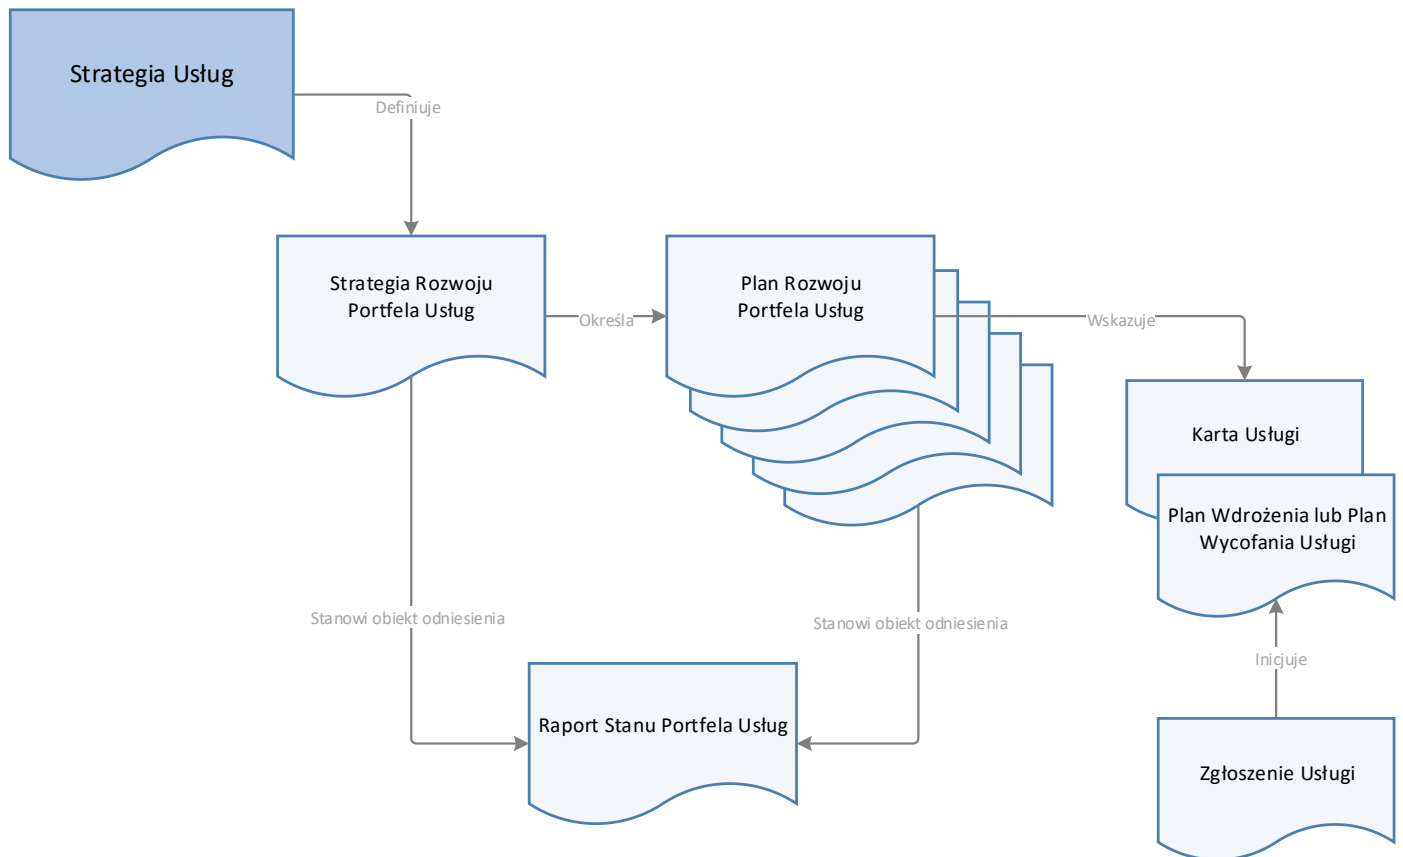 Strategia Usług
Definiuje
Strategia Rozwoju
Portfela Usług
Określa
Plan Rozwoju
Portfela Usług
Wskazuje
Karta Usługi
Plan Wdrożenia lub Plan
Wycofania Usługi
Stanowi obiekt odniesienia
Stanowi obiekt odniesienia
Inicjuje
Raport Stanu Portfela Usług
Zgłoszenie Usługi